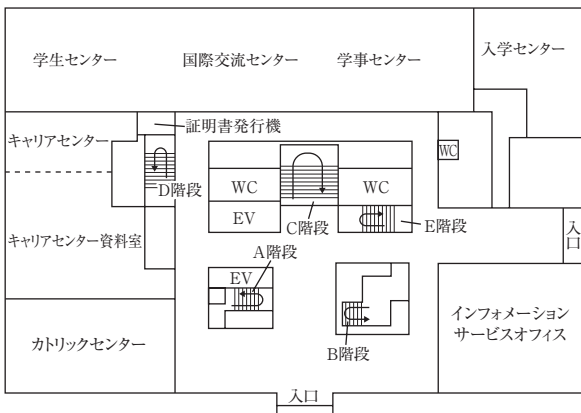 学生センター
国際交流センター
学事センター
入学センター
証明書発行機
キャリアセンター
WC
D階段
WC
WC
EV
C階段
E階段
入口
キャリアセンター資料室
A階段
EV
B階段
カトリックセンター
インフォメーション
サービスオフィス
入口